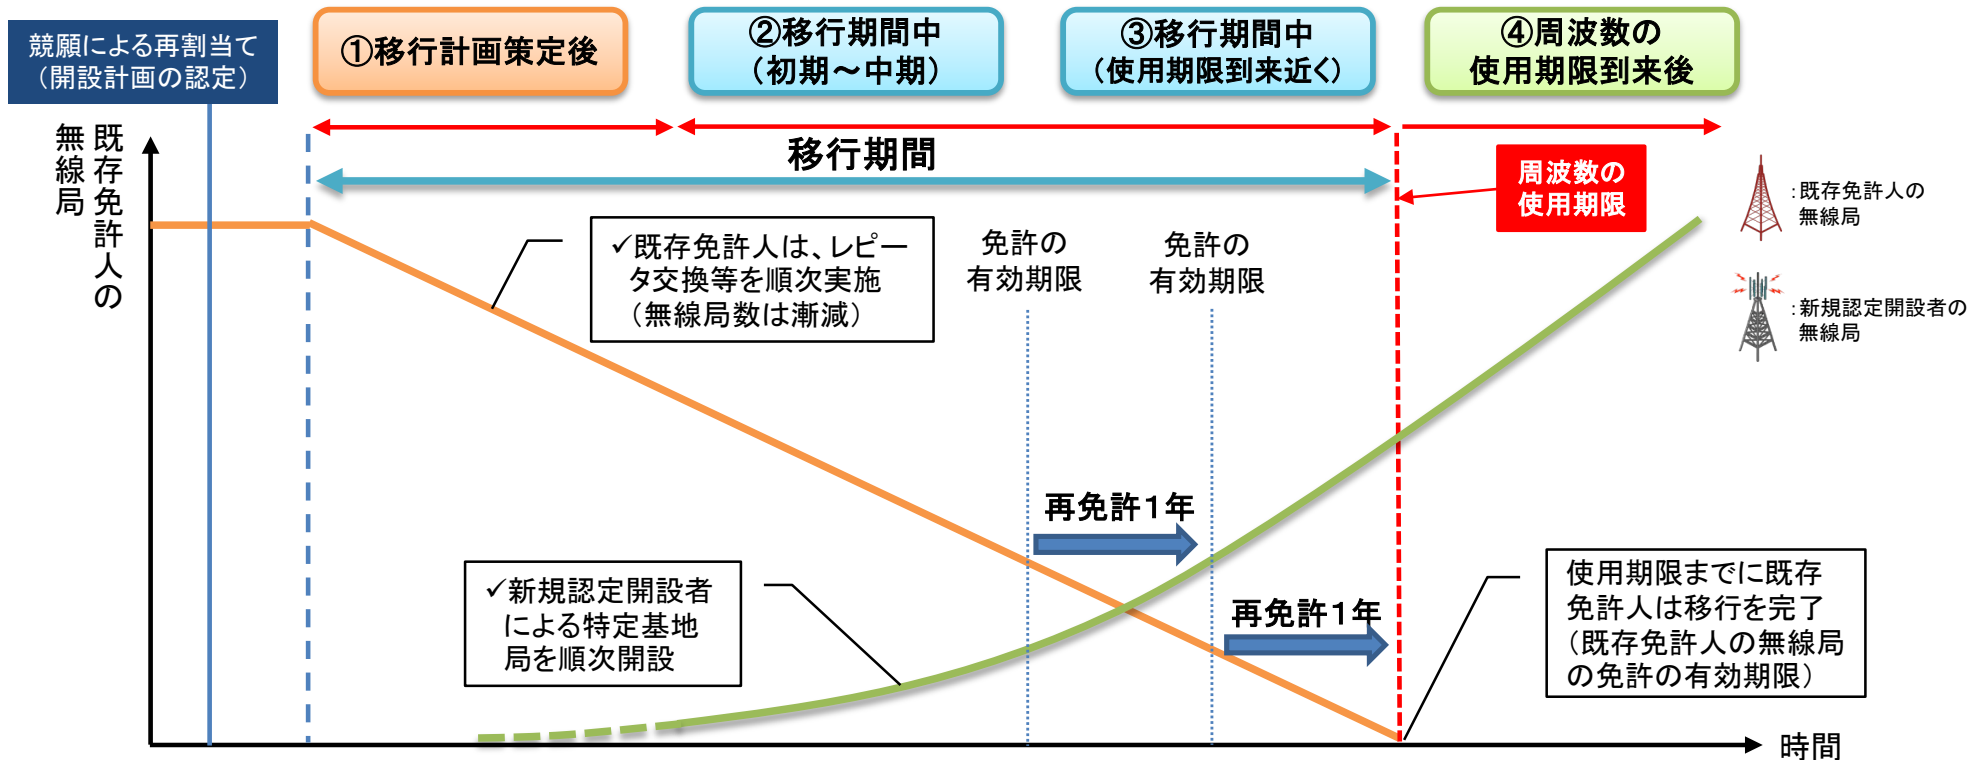 競願による再割当て
（開設計画の認定）
①移行計画策定後
②移行期間中
（初期～中期）
③移行期間中
（使用期限到来近く）
④周波数の
使用期限到来後
既存免許人の
無線局
移行期間
周波数の
使用期限
:既存免許人の
無線局
:新規認定開設者の
無線局
✓既存免許人は、レピー
タ交換等を順次実施
（無線局数は漸減）
免許の
有効期限
免許の
有効期限
再免許１年
再免許１年
✓新規認定開設者
による特定基地
局を順次開設
使用期限までに既存
免許人は移行を完了
（既存免許人の無線局
の免許の有効期限）
時間